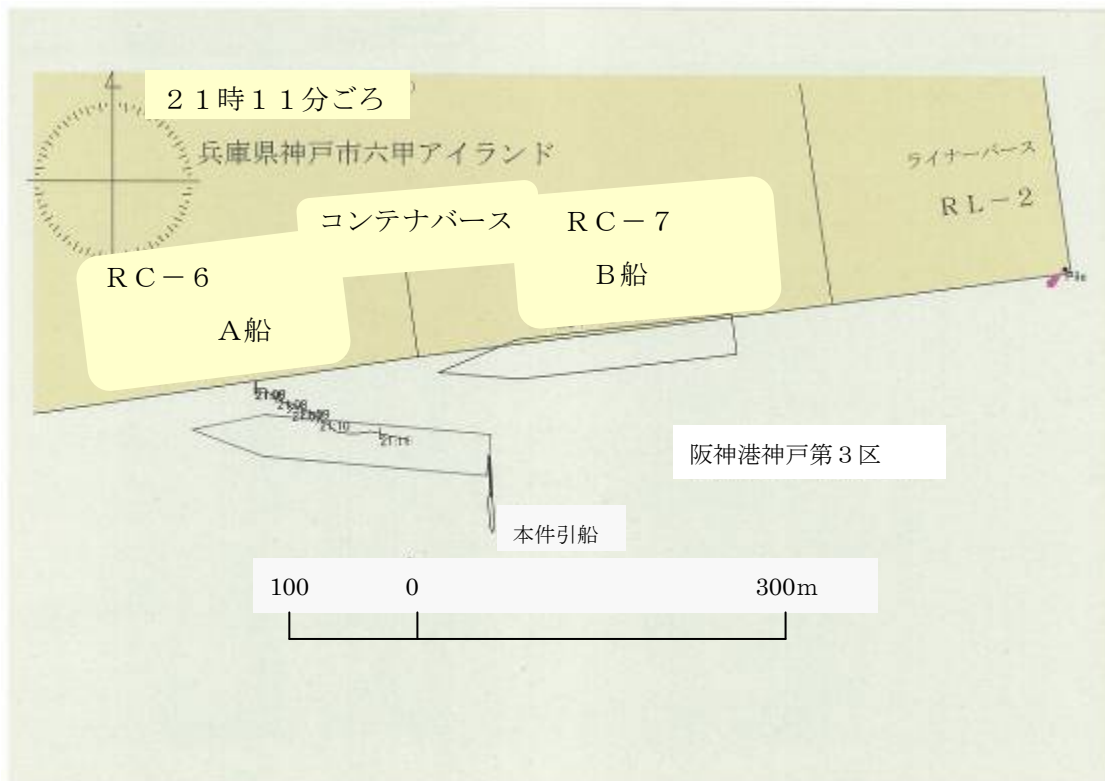 ２１時１１分ごろ
兵庫県神戸市六甲アイランド
ライナーバース
ＲＬ－２
コンテナバース
ＲＣ－７
Ｂ船
ＲＣ－６
Ａ船
21:10
21:11
阪神港神戸第３区
本件引船
100 0 300m